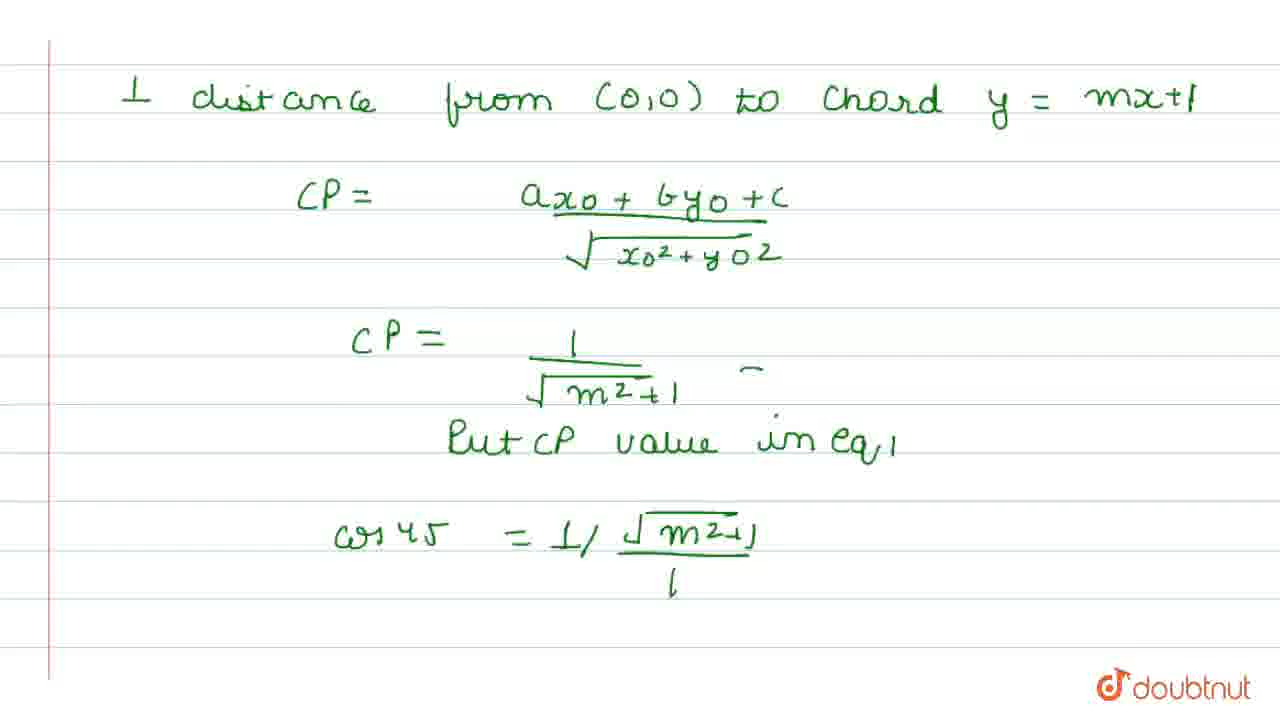 ⊥ distance from (0,0) to chord y = mx+1
CP = ax0 + by0 + c / √x0² + y02
CP = 1 / √m²+1 –
Put CP value in eq,1
cos 45 = 1/ √m²+1 / 1
doubtnut